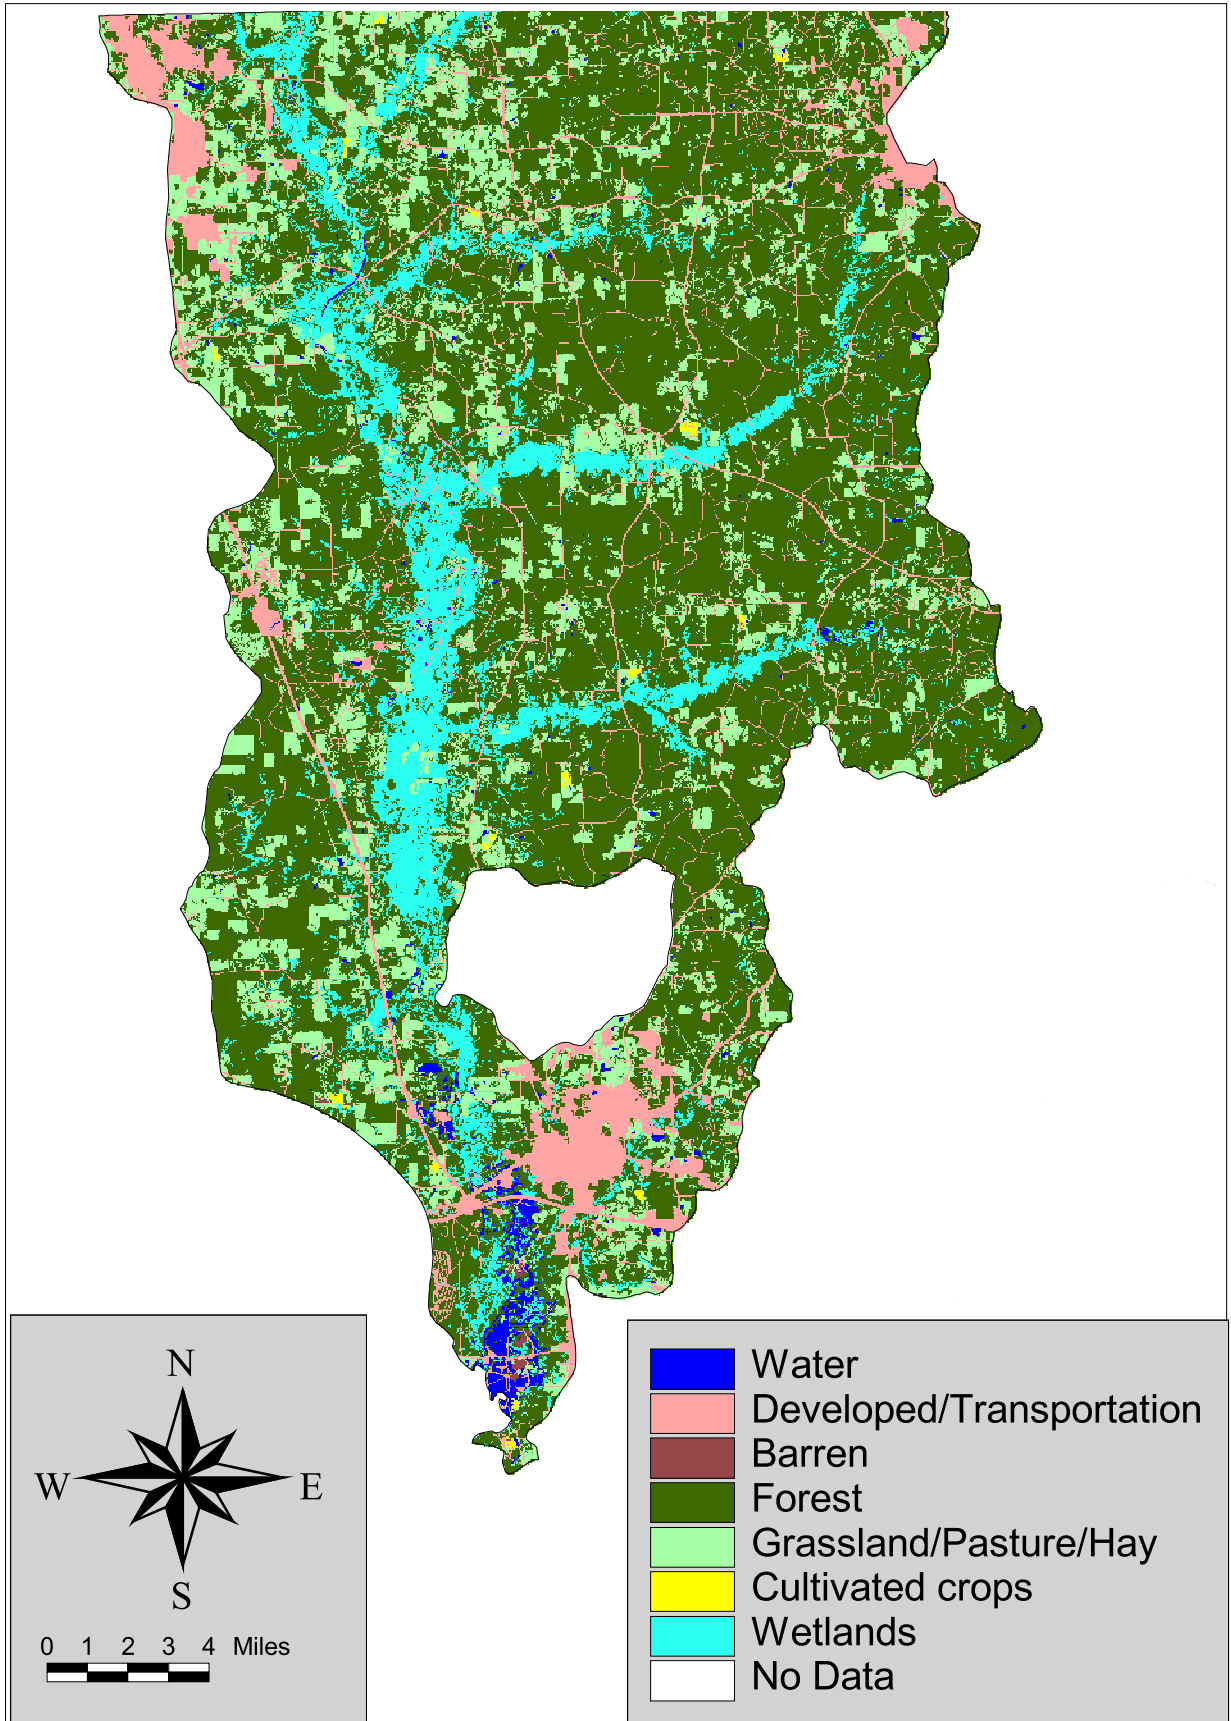 N
W E
S
0 1 2 3 4 Miles
Water
Developed/Transportation
Barren
Forest
Grassland/Pasture/Hay
Cultivated crops
Wetlands
No Data